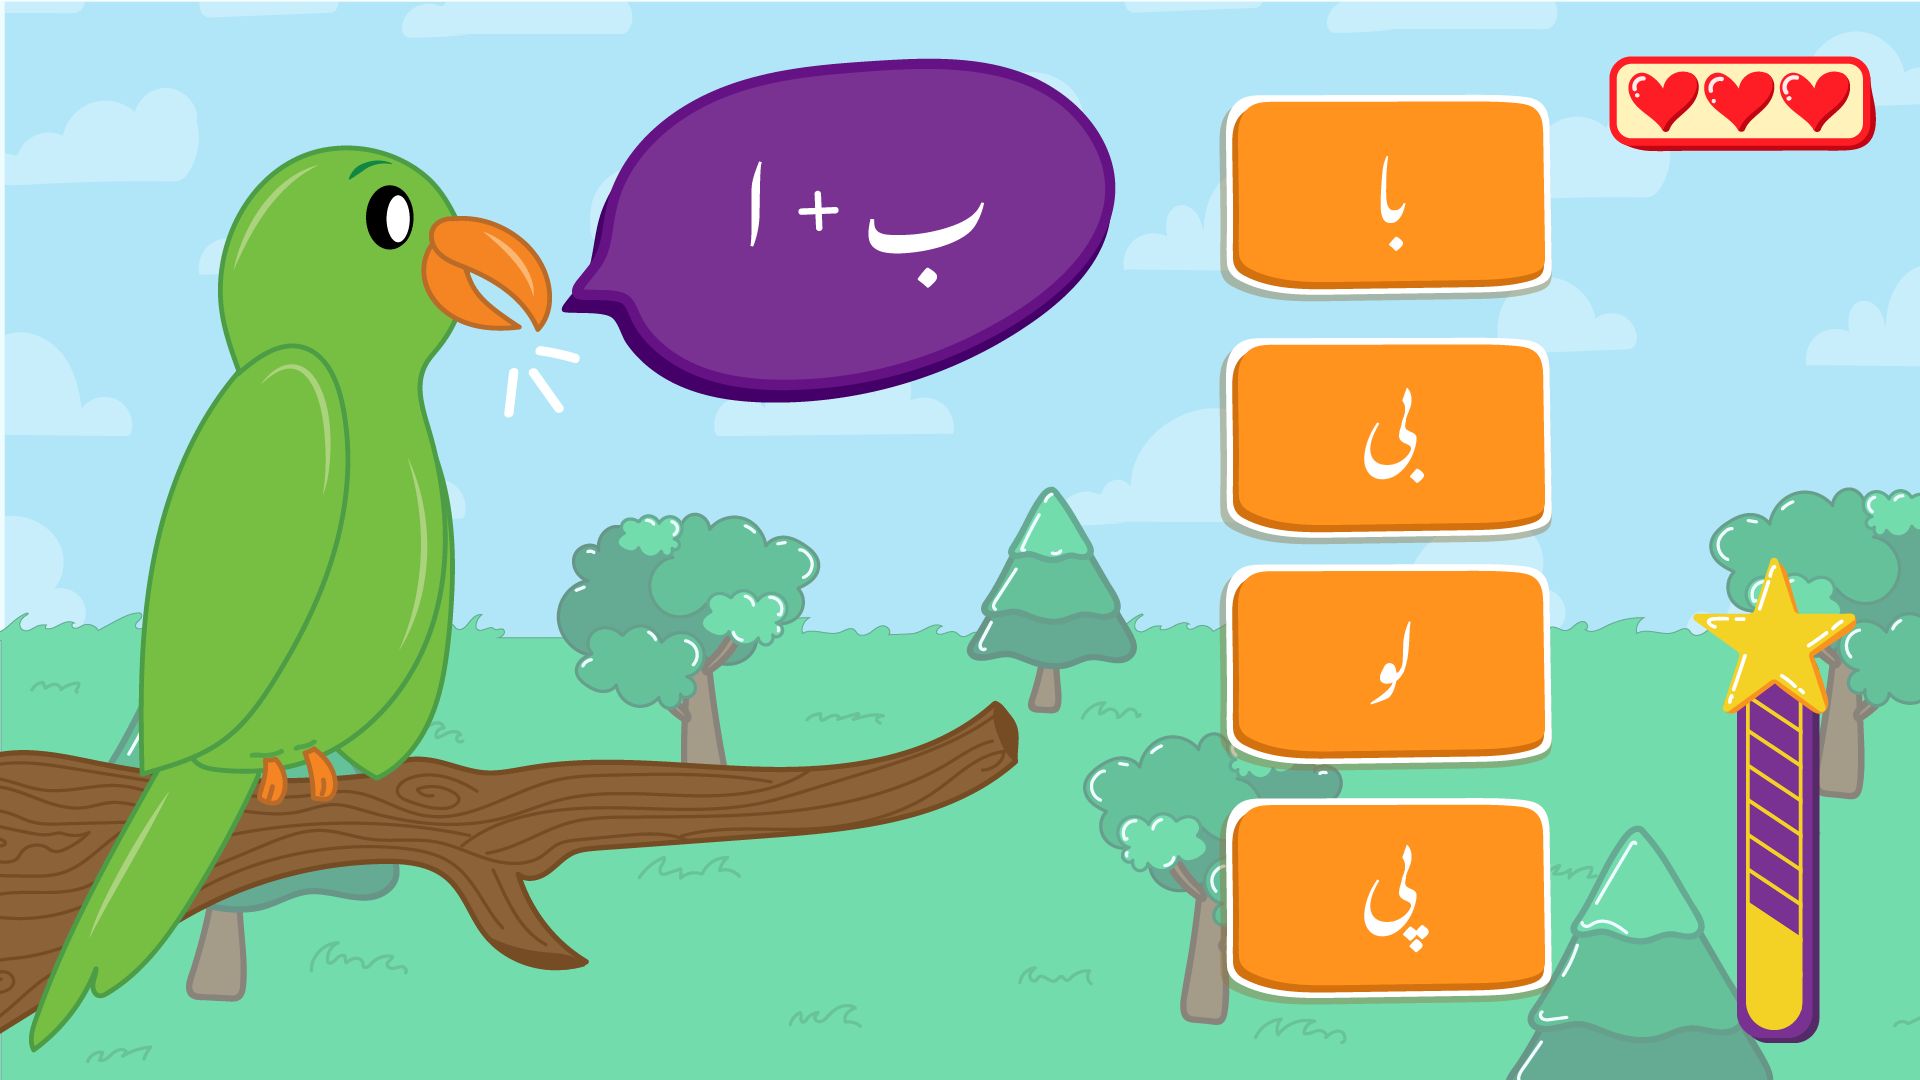 ب + ا
با
بی
لو
پی